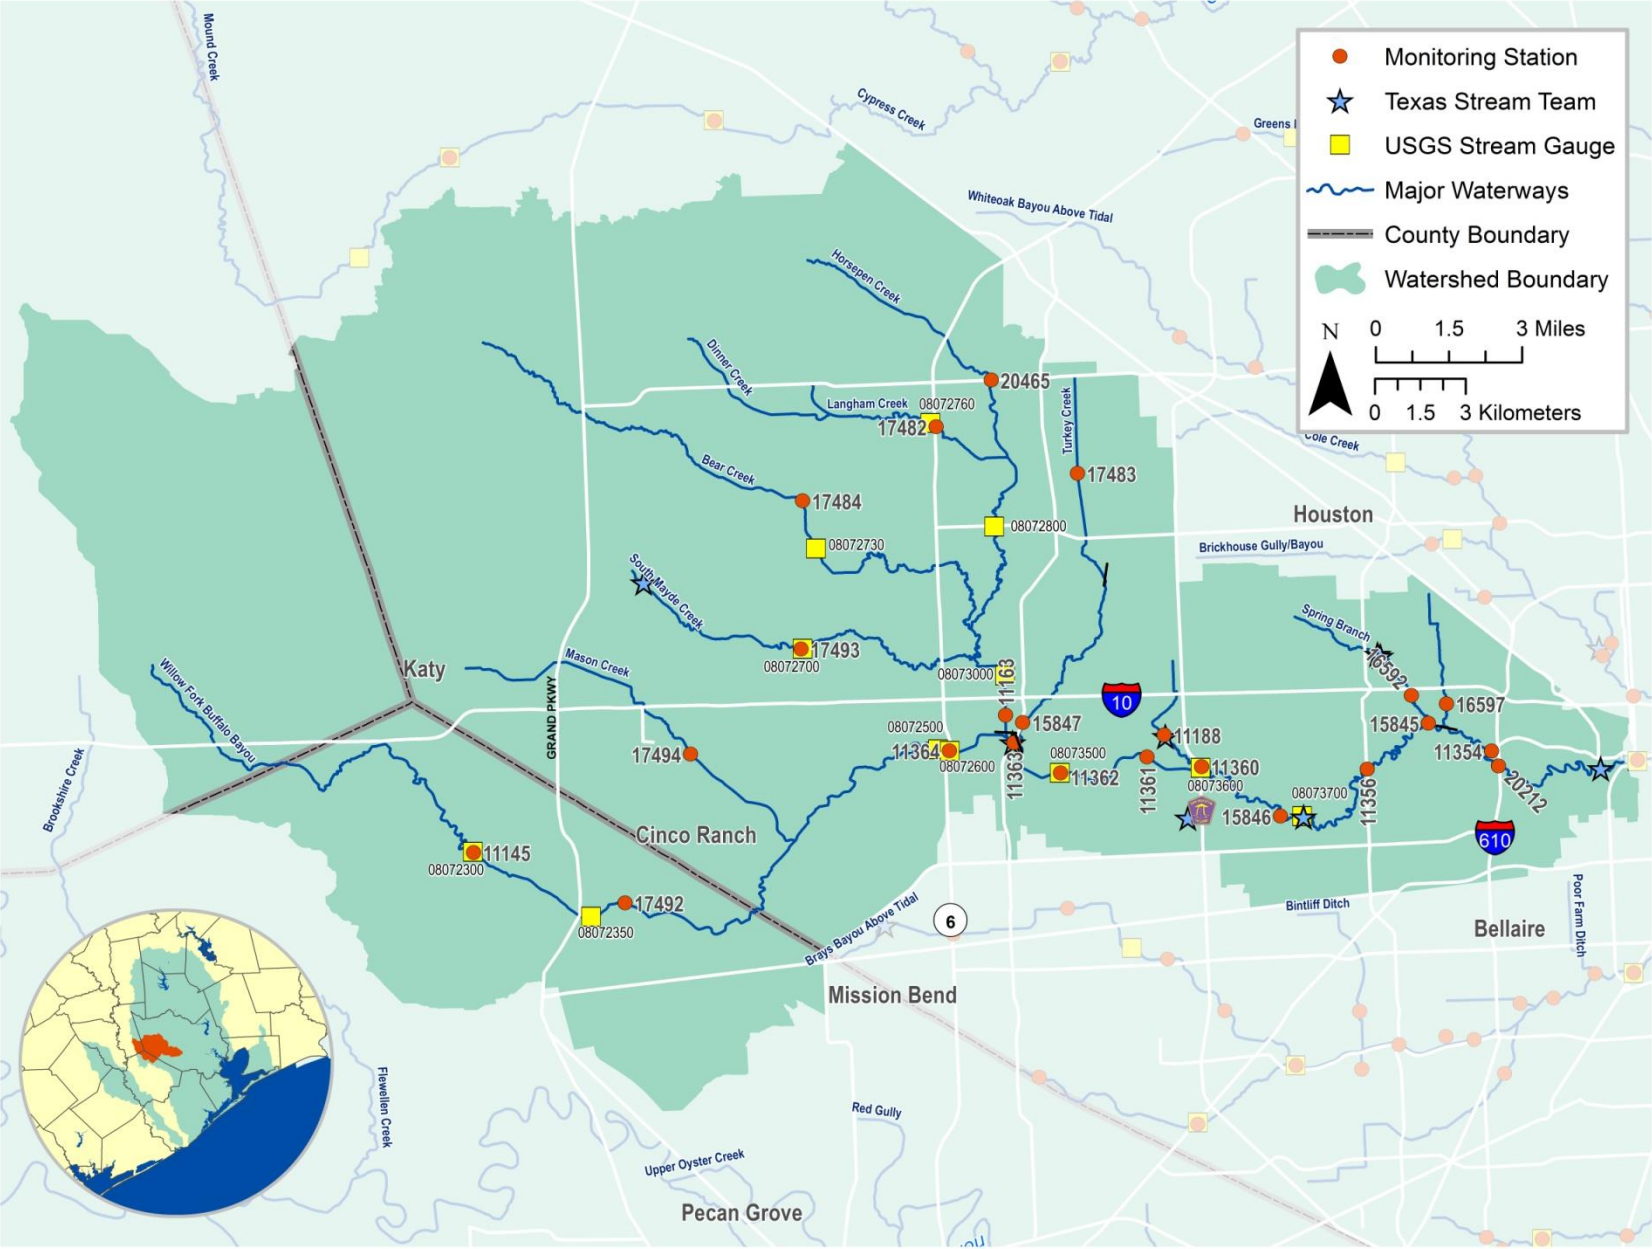 Mound Creek
Cypress Creek
Greens
Whiteoak Bayou Above Tidal
Monitoring Station
Texas Stream Team
USGS Stream Gauge
Major Waterways
County Boundary
Watershed Boundary
N
0 1.5 3 Miles
0 1.5 3 Kilometers
Horsepen Creek
Dinner Creek
Langham Creek
08072760
17482
20465
Turkey Creek
17483
Cole Creek
Bear Creek
17484
08072730
08072800
Houston
Brickhouse Gully/Bayou
South Mayde Creek
17493
08072700
Spring Branch
16592
Katy
Mason Creek
08073000
11163
10
16597
15845
Willow Fork Buffalo Bayou
GRAND PKWY
17494
08072500
11364
08072600
15847
11363
08073500
11362
11361
11188
11360
08073600
11354
20212
Brookshire Creek
08073700
15846
11356
610
Cinco Ranch
11145
08072300
17492
08072350
6
Brays Bayou Above Tidal
Bintliff Ditch
Poor Farm Ditch
Bellaire
Mission Bend
Flewellen Creek
Red Gully
Upper Oyster Creek
Pecan Grove